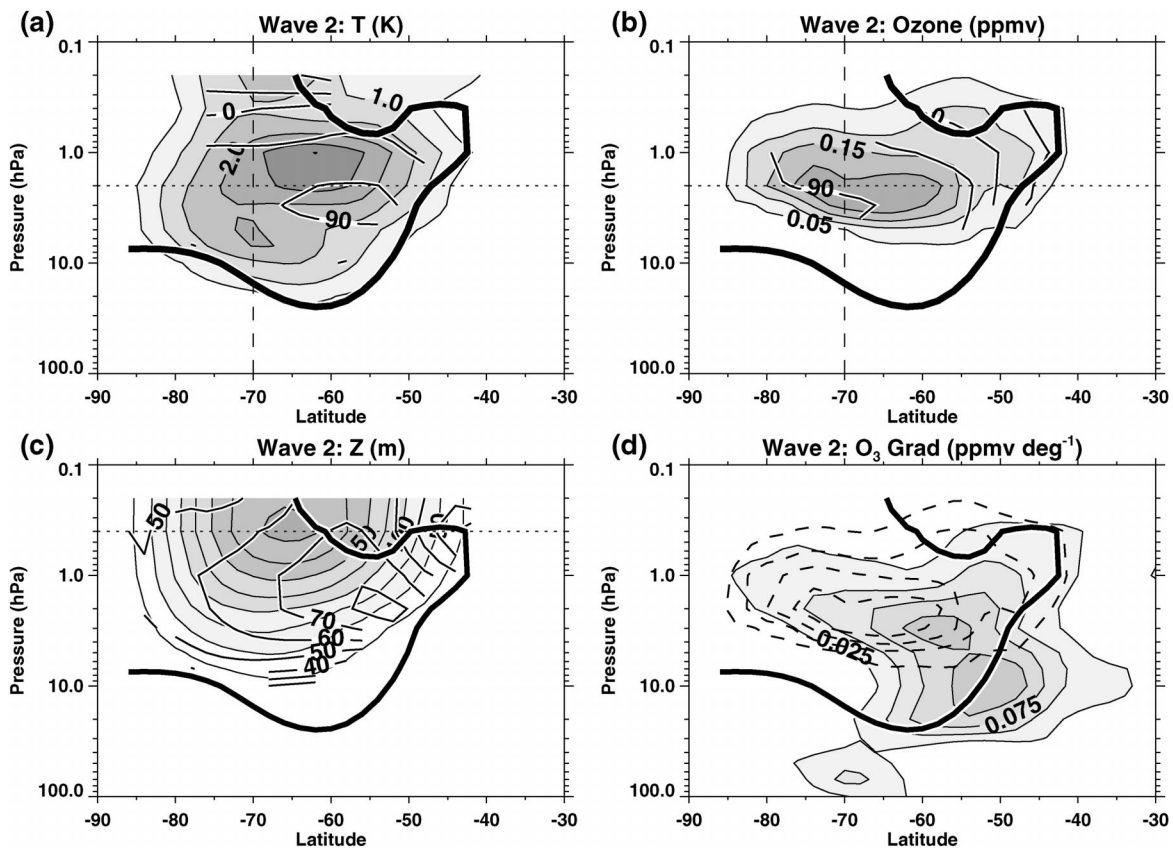 (a) Wave 2: T (K)
0.1
1.0
10.0
100.0
Pressure (hPa)
0
1.0
2.0
90
-90 -80 -70 -60 -50 -40 -30
Latitude
(b) Wave 2: Ozone (ppmv)
0.1
1.0
10.0
100.0
Pressure (hPa)
0
0.15
90
0.05
-90 -80 -70 -60 -50 -40 -30
Latitude
(c) Wave 2: Z (m)
0.1
1.0
10.0
100.0
Pressure (hPa)
50
50
70
60
50
40
-90 -80 -70 -60 -50 -40 -30
Latitude
(d) Wave 2: O₃ Grad (ppmv deg⁻¹)
0.1
1.0
10.0
100.0
Pressure (hPa)
0.025
0.075
-90 -80 -70 -60 -50 -40 -30
Latitude